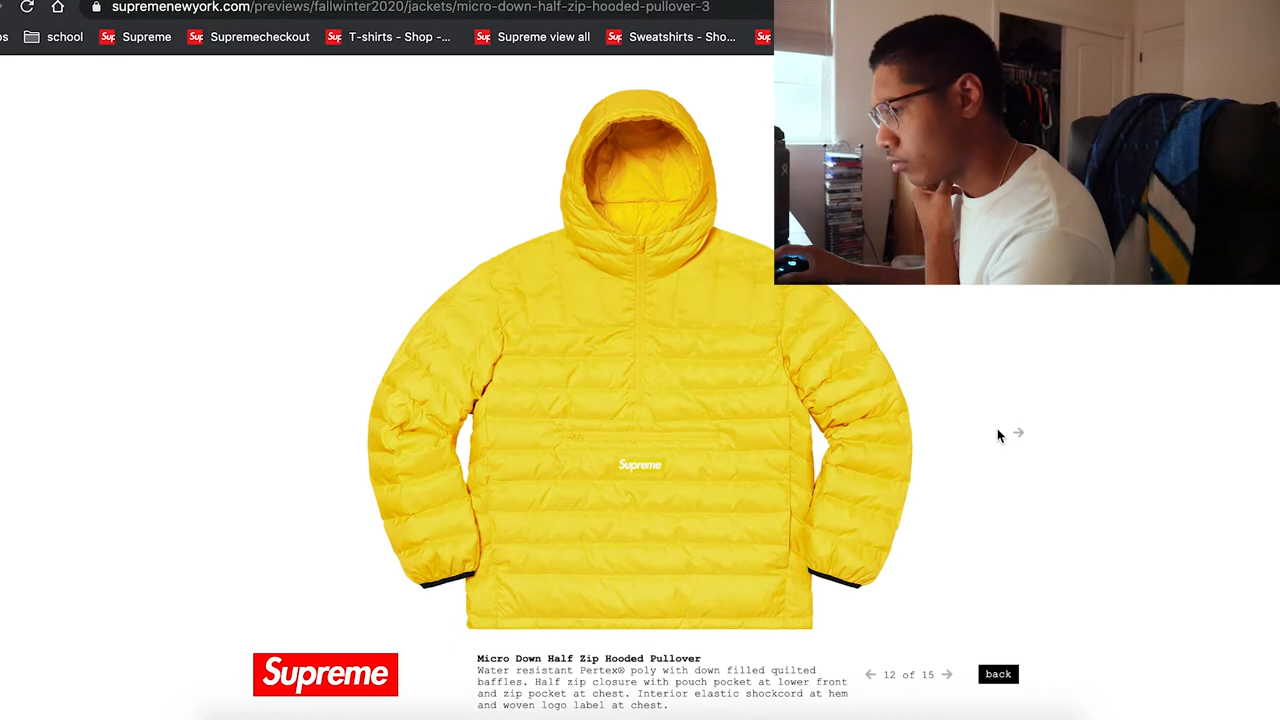 supremenewyork.com/previews/fallwinter2020/jackets/micro-down-half-zip-hooded-pullover-3
school Supreme Supremecheckout T-shirts - Shop -... Supreme view all Sweatshirts - Sho...
Supreme
Supreme
Micro Down Half Zip Hooded Pullover
Water resistant Pertex® poly with down filled quilted
baffles. Half zip closure with pouch pocket at lower front
and zip pocket at chest. Interior elastic shockcord at hem
and woven logo label at chest.
12 of 15
back